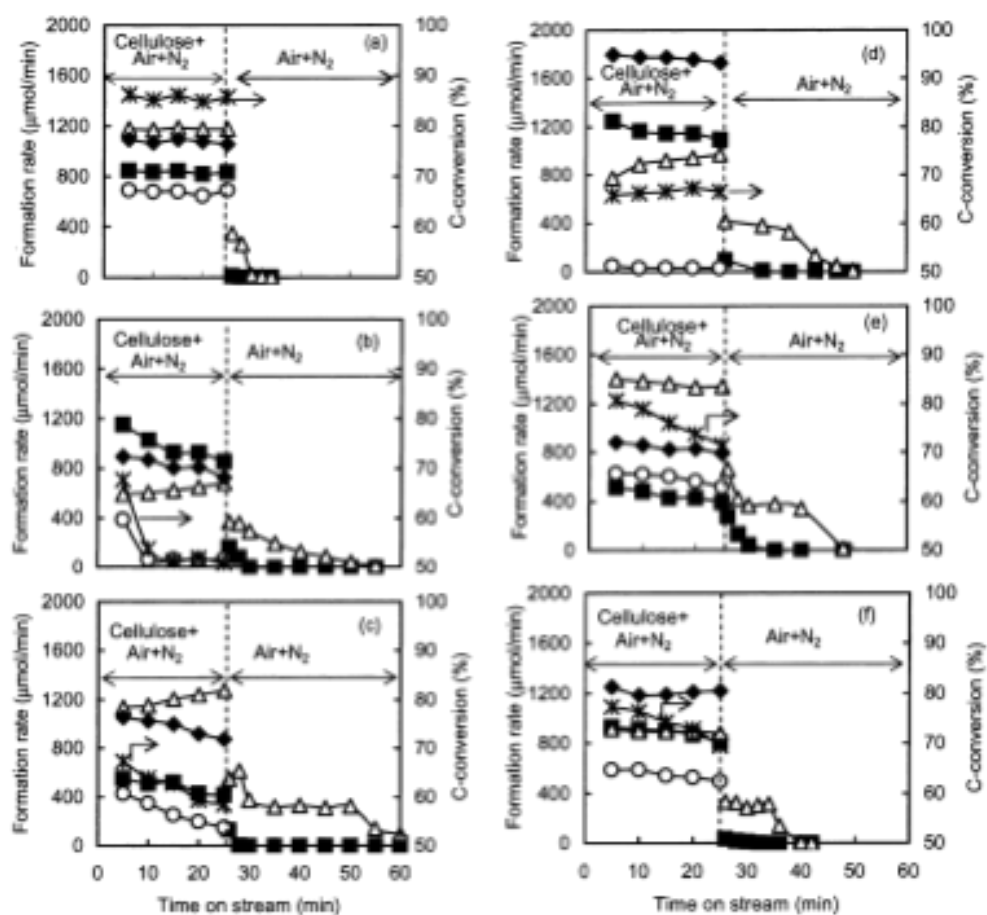 2000
1600
1200
800
400
0
Formation rate (μmol/min)
Cellulose+
Air+N2
Air+N2
(a)
100
90
80
70
60
50
C-conversion (%)
2000
1600
1200
800
400
0
Formation rate (μmol/min)
Cellulose+
Air+N2
Air+N2
(d)
100
90
80
70
60
50
C-conversion (%)
2000
1600
1200
800
400
0
Formation rate (μmol/min)
Cellulose+
Air+N2
Air+N2
(b)
100
90
80
70
60
50
C-conversion (%)
2000
1600
1200
800
400
0
Formation rate (μmol/min)
Cellulose+
Air+N2
Air+N2
(e)
100
90
80
70
60
50
C-conversion (%)
2000
1600
1200
800
400
0
Formation rate (μmol/min)
Cellulose+
Air+N2
Air+N2
(c)
100
90
80
70
60
50
C-conversion (%)
0 10 20 30 40 50 60
Time on stream (min)
2000
1600
1200
800
400
0
Formation rate (μmol/min)
Cellulose+
Air+N2
Air+N2
(f)
100
90
80
70
60
50
C-conversion (%)
0 10 20 30 40 50 60
Time on stream (min)